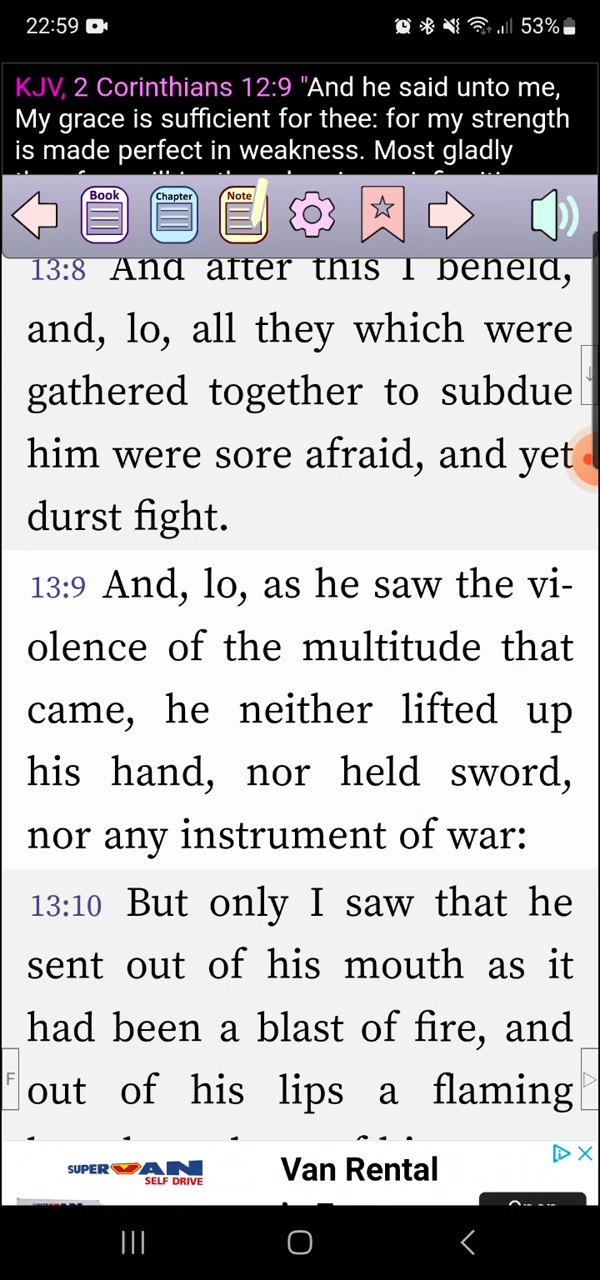 22:59 53%
KJV, 2 Corinthians 12:9 "And he said unto me,
My grace is sufficient for thee: for my strength
is made perfect in weakness. Most gladly
Book Chapter Note
13:8 And after this I beheld,
and, lo, all they which were
gathered together to subdue
him were sore afraid, and yet
durst fight.
13:9 And, lo, as he saw the vi-
olence of the multitude that
came, he neither lifted up
his hand, nor held sword,
nor any instrument of war:
13:10 But only I saw that he
sent out of his mouth as it
had been a blast of fire, and
F
out of his lips a flaming
SUPER VAN
SELF DRIVE
Van Rental